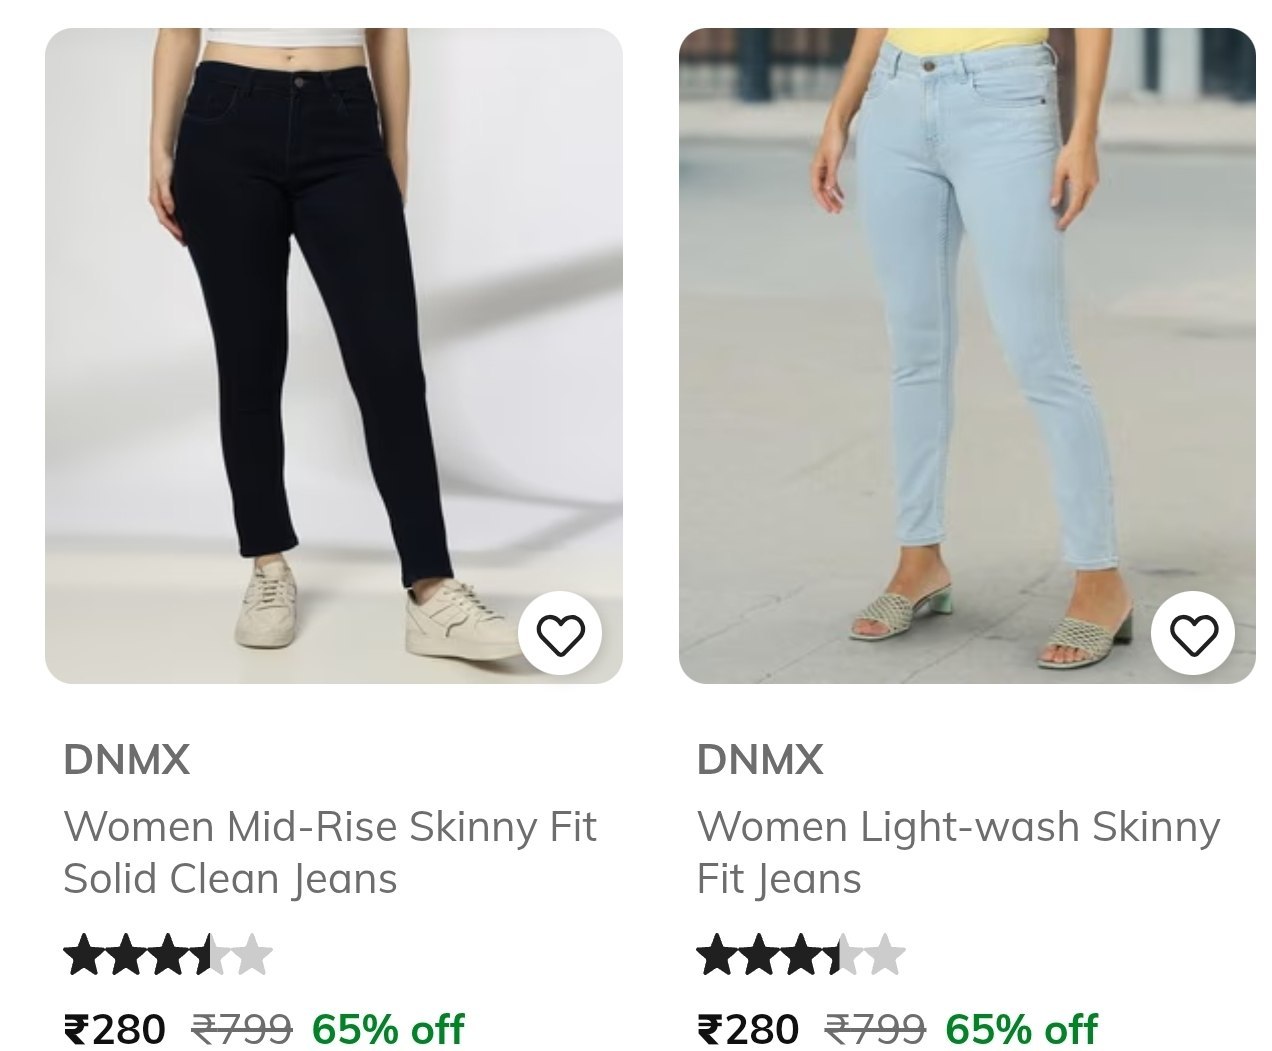 DNMX
Women Mid-Rise Skinny Fit
Solid Clean Jeans
₹280 ₹799 65% off
DNMX
Women Light-wash Skinny
Fit Jeans
₹280 ₹799 65% off